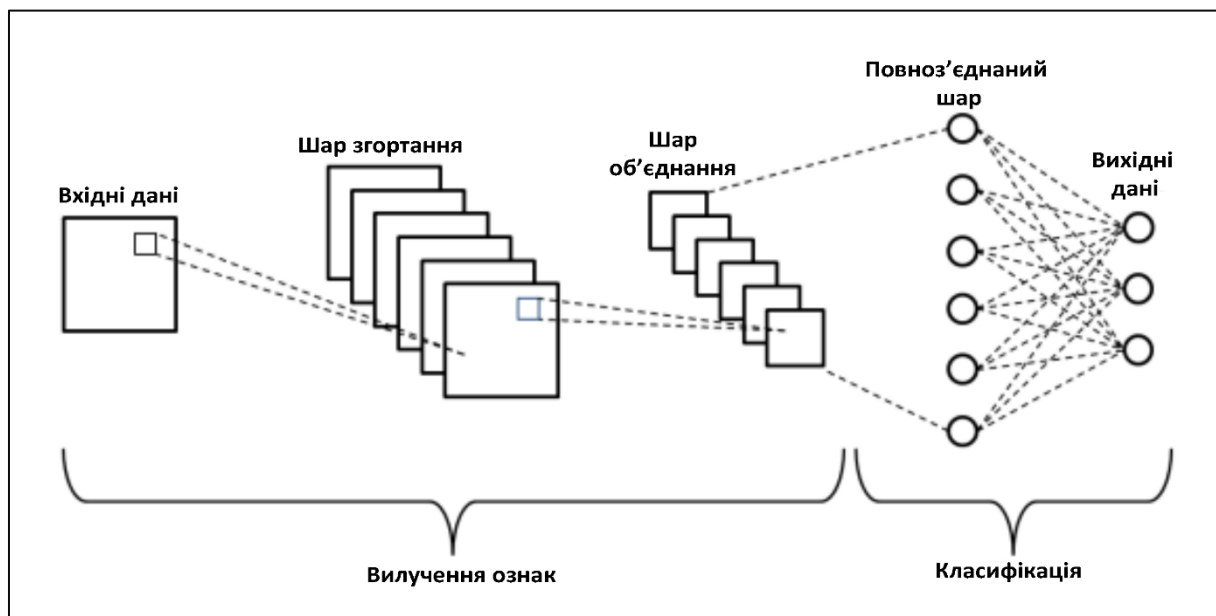 Вхідні дані
Шар згортання
Шар
об’єднання
Повноз’єднаний
шар
Вихідні
дані
Вилучення ознак
Класифікація